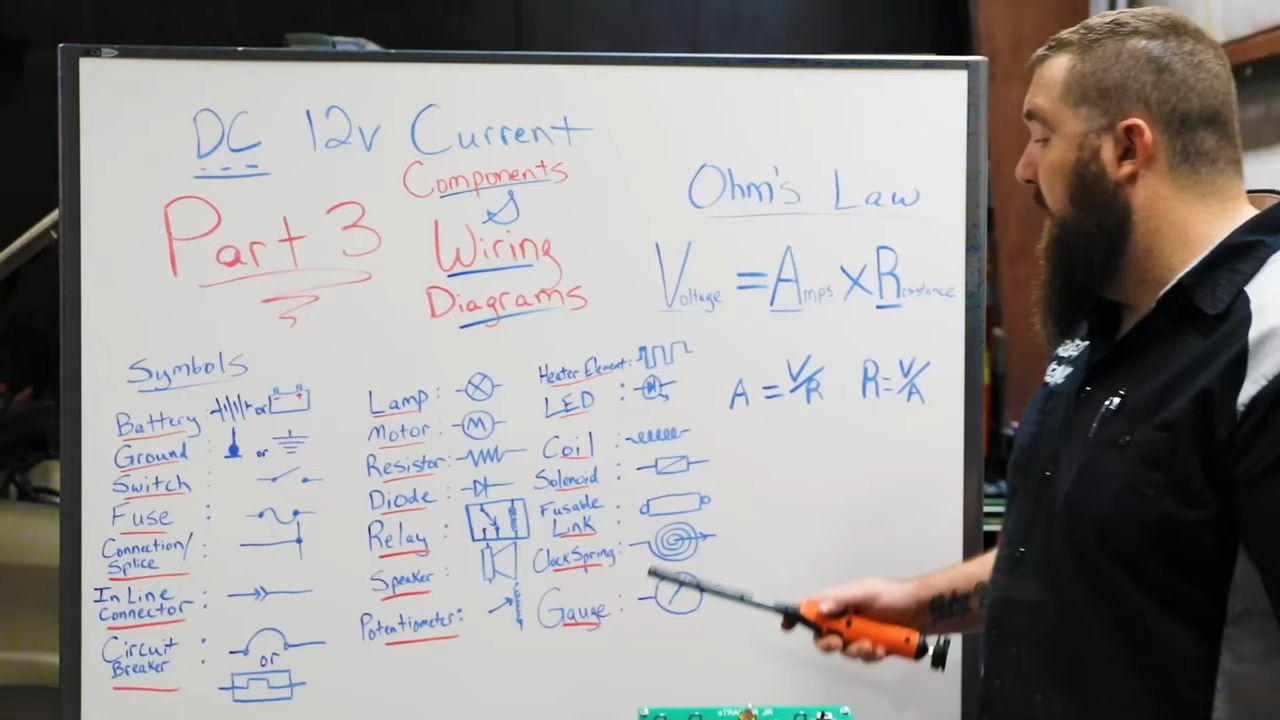 DC 12v Current
Components
&
Part 3
Wiring
Diagrams
Ohm's Law
Voltage = Amps X Resistance
A = V/R R = V/A
Symbols
Battery: or
Ground : or
Switch :
Fuse :
Connection/
Splice :
In Line
Connector :
Circuit
Breaker :
or
Lamp :
Motor : M
Resistor:
Diode :
Relay :
Speaker :
Potentiometer:
Heater Element:
LED :
Coil :
Solenoid :
Fusable
Link :
ClockSpring :
Gauge :